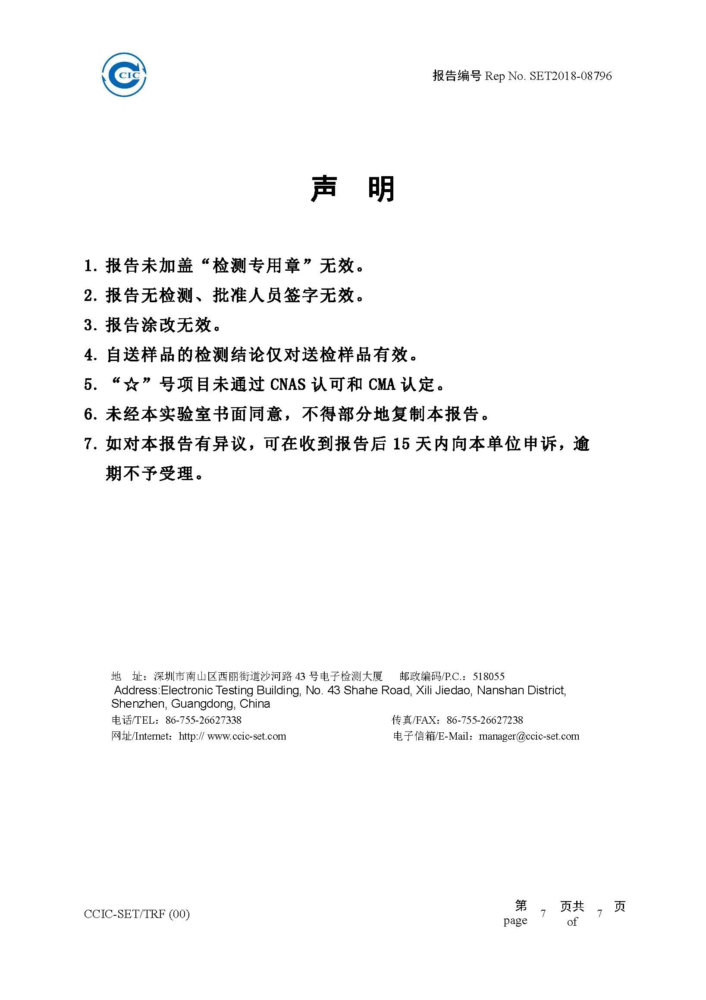 CCIC
报告编号 Rep No. SET2018-08796
声 明
1. 报告未加盖“检测专用章”无效。
2. 报告无检测、批准人员签字无效。
3. 报告涂改无效。
4. 自送样品的检测结论仅对送检样品有效。
5. “☆”号项目未通过 CNAS 认可和 CMA 认定。
6. 未经本实验室书面同意，不得部分地复制本报告。
7. 如对本报告有异议，可在收到报告后 15 天内向本单位申诉，逾
期不予受理。
地 址：深圳市南山区西丽街道沙河路 43 号电子检测大厦 邮政编码/P.C.：518055
Address:Electronic Testing Building, No. 43 Shahe Road, Xili Jiedao, Nanshan District,
Shenzhen, Guangdong, China
电话/TEL：86-755-26627338 传真/FAX：86-755-26627238
网址/Internet：http:// www.ccic-set.com 电子信箱/E-Mail：manager@ccic-set.com
CCIC-SET/TRF (00)
第 7 页共 7 页
page of